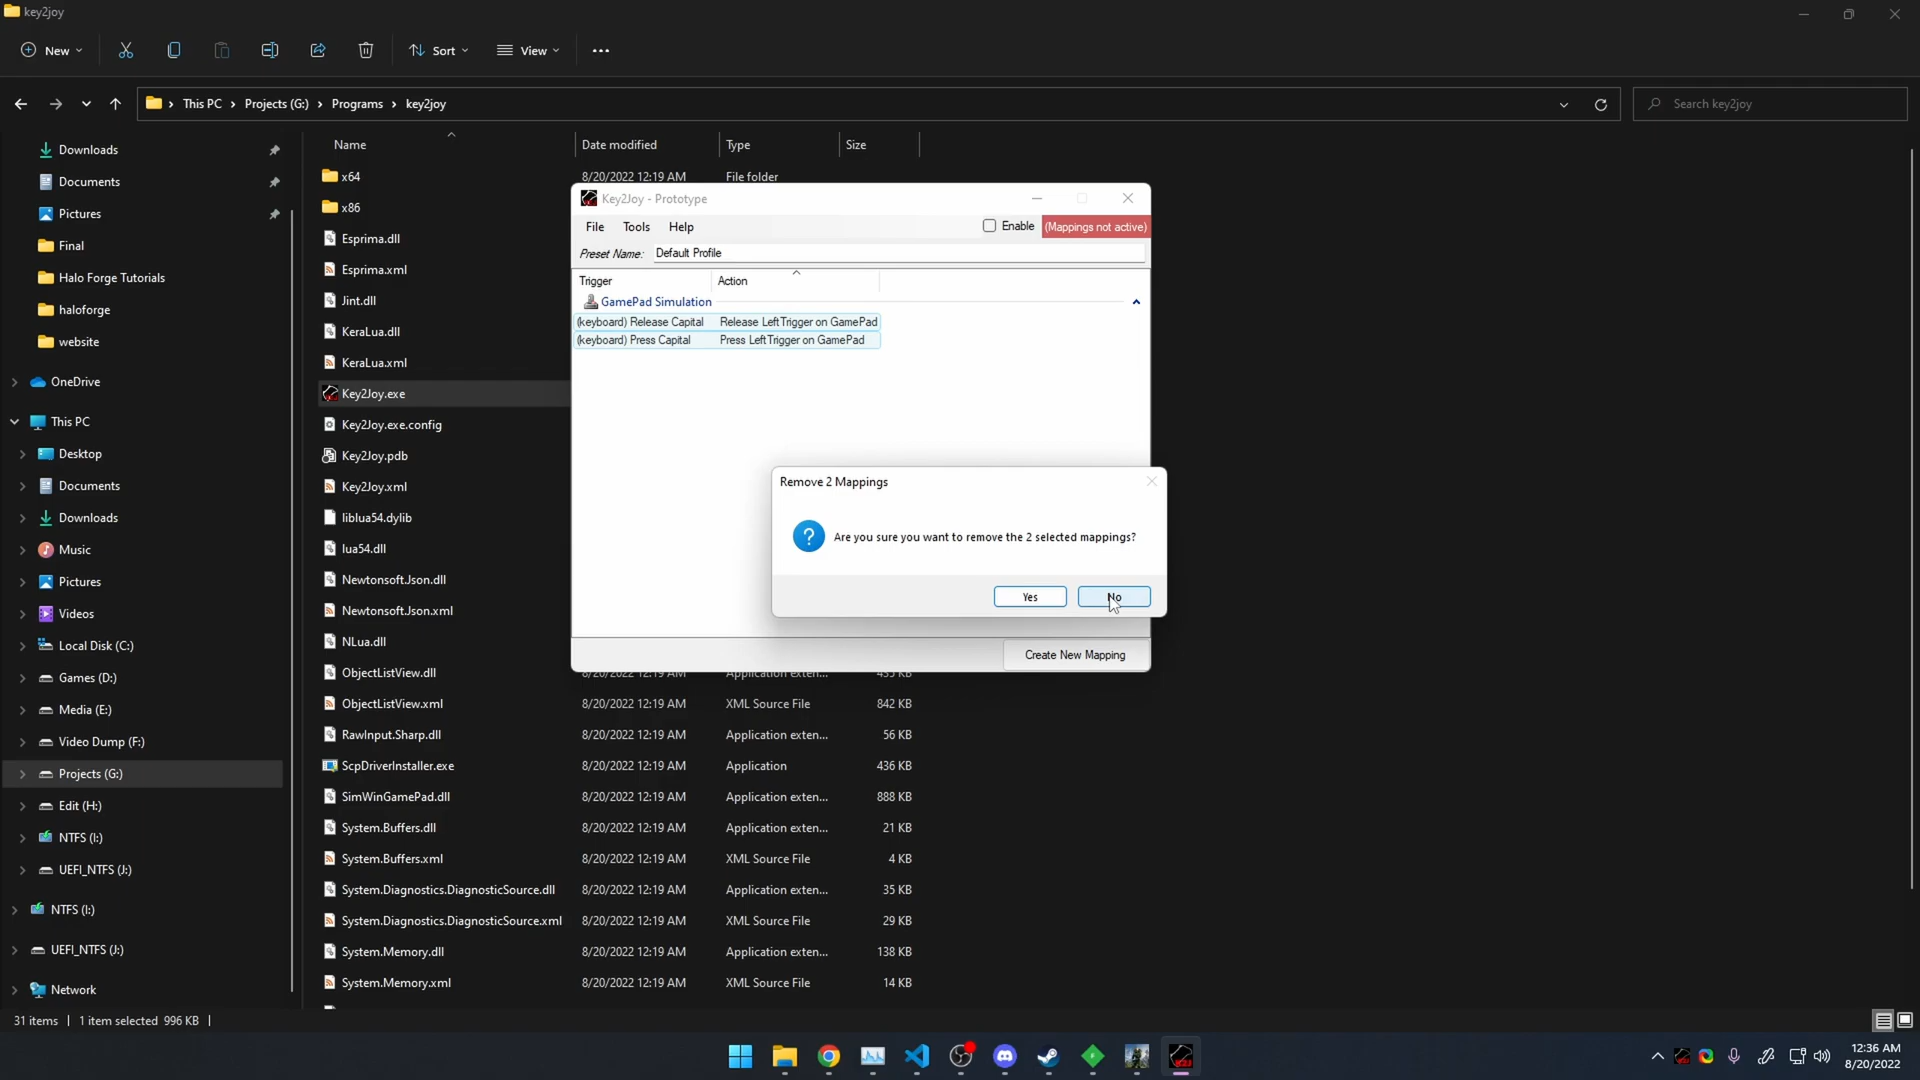 key2joy
New
Sort
View
This PC > Projects (G:) > Programs > key2joy
Search key2joy
Downloads
Documents
Pictures
Final
Halo Forge Tutorials
haloforge
website
OneDrive
This PC
Desktop
Documents
Downloads
Music
Pictures
Videos
Local Disk (C:)
Games (D:)
Media (E:)
Video Dump (F:)
Projects (G:)
Edit (H:)
NTFS (I:)
UEFI_NTFS (J:)
NTFS (I:)
UEFI_NTFS (J:)
Network
Name Date modified Type Size
x64 8/20/2022 12:19 AM File folder
x86
Esprima.dll
Esprima.xml
Jint.dll
KeraLua.dll
KeraLua.xml
Key2Joy.exe
Key2Joy.exe.config
Key2Joy.pdb
Key2Joy.xml
liblua54.dylib
lua54.dll
Newtonsoft.Json.dll
Newtonsoft.Json.xml
NLua.dll
ObjectListView.dll 8/20/2022 12:19 AM Application exten... 435 KB
ObjectListView.xml 8/20/2022 12:19 AM XML Source File 842 KB
RawInput.Sharp.dll 8/20/2022 12:19 AM Application exten... 56 KB
ScpDriverInstaller.exe 8/20/2022 12:19 AM Application 436 KB
SimWinGamePad.dll 8/20/2022 12:19 AM Application exten... 888 KB
System.Buffers.dll 8/20/2022 12:19 AM Application exten... 21 KB
System.Buffers.xml 8/20/2022 12:19 AM XML Source File 4 KB
System.Diagnostics.DiagnosticSource.dll 8/20/2022 12:19 AM Application exten... 35 KB
System.Diagnostics.DiagnosticSource.xml 8/20/2022 12:19 AM XML Source File 29 KB
System.Memory.dll 8/20/2022 12:19 AM Application exten... 138 KB
System.Memory.xml 8/20/2022 12:19 AM XML Source File 14 KB
Key2Joy - Prototype
File Tools Help Enable (Mappings not active)
Preset Name: Default Profile
Trigger Action
GamePad Simulation
(keyboard) Release Capital Release LeftTrigger on GamePad
(keyboard) Press Capital Press LeftTrigger on GamePad
Remove 2 Mappings
Are you sure you want to remove the 2 selected mappings?
Yes No
Create New Mapping
31 items 1 item selected 996 KB
12:36 AM
8/20/2022